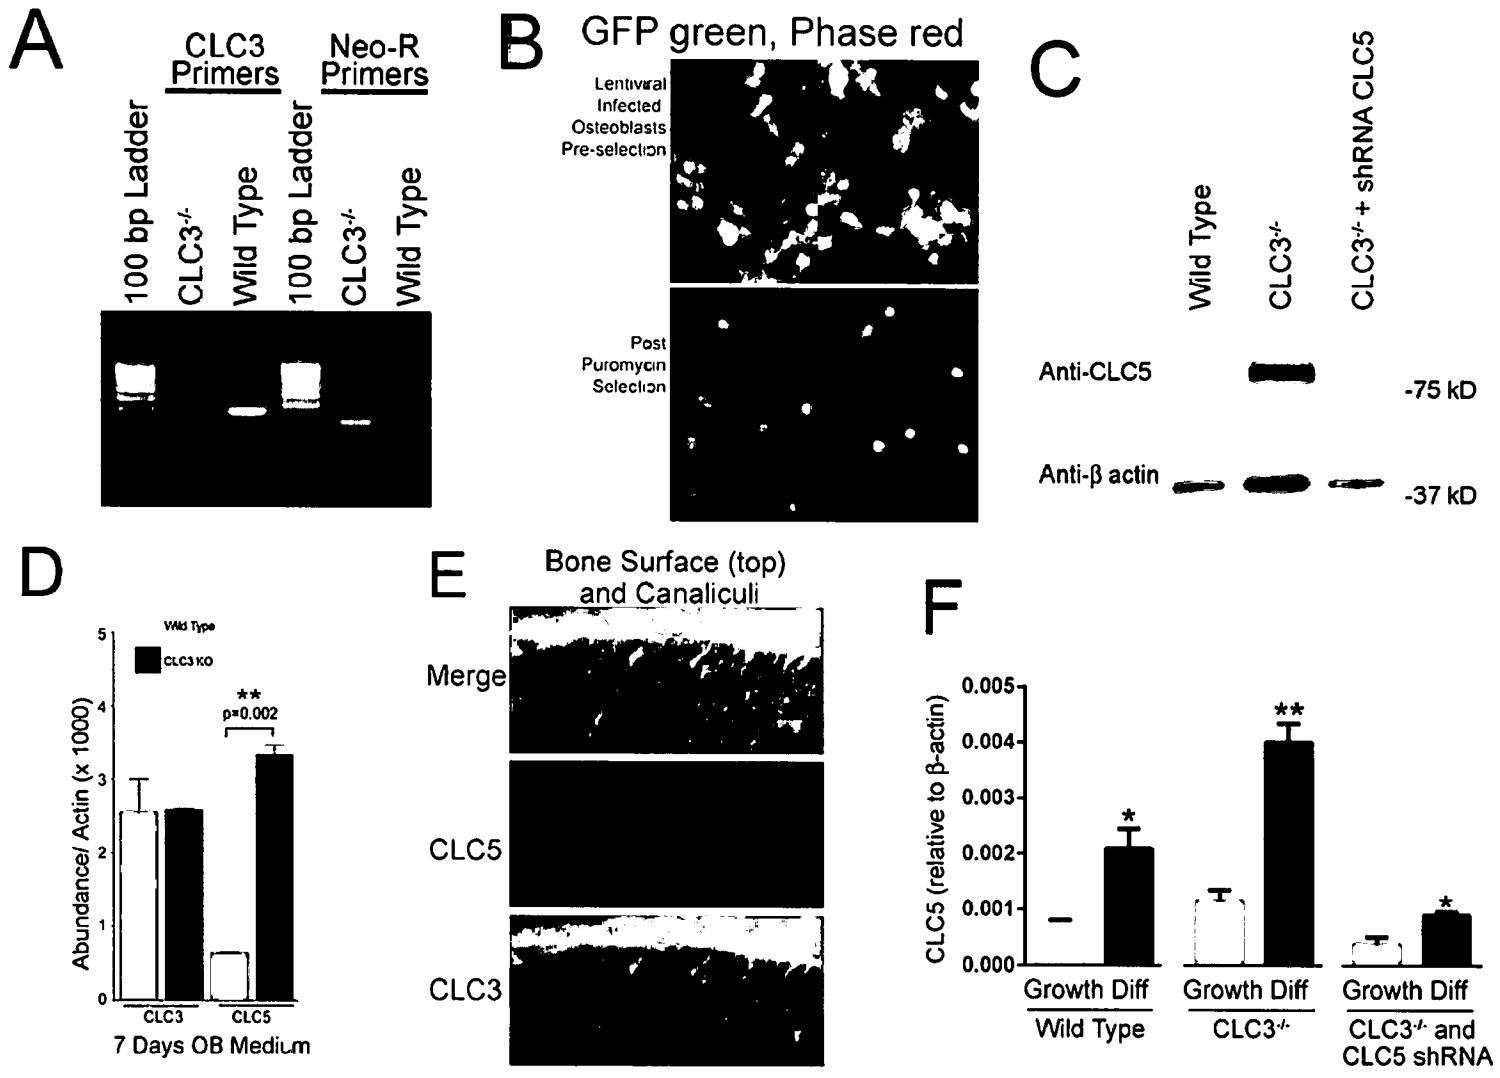 A
CLC3
Primers
Neo-R
Primers
100 bp Ladder
CLC3-/-
Wild Type
100 bp Ladder
CLC3-/-
Wild Type
B
GFP green, Phase red
Lentiviral
Infected
Osteoblasts
Pre-selection
Post
Puromycin
Selection
C
Wild Type
CLC3-/-
CLC3-/- + shRNA CLC5
Anti-CLC5
-75 kD
Anti-β actin
-37 kD
D
Wild Type
CLC3 KO
Abundance/ Actin (x 1000)
5
4
3
2
1
0
**
p=0.002
CLC3 CLC5
7 Days OB Medium
E
Bone Surface (top)
and Canaliculi
Merge
CLC5
CLC3
F
CLC5 (relative to β-actin)
0.005
0.004
0.003
0.002
0.001
0.000
*
**
*
Growth Diff Growth Diff Growth Diff
Wild Type CLC3-/- CLC3-/- and
CLC5 shRNA